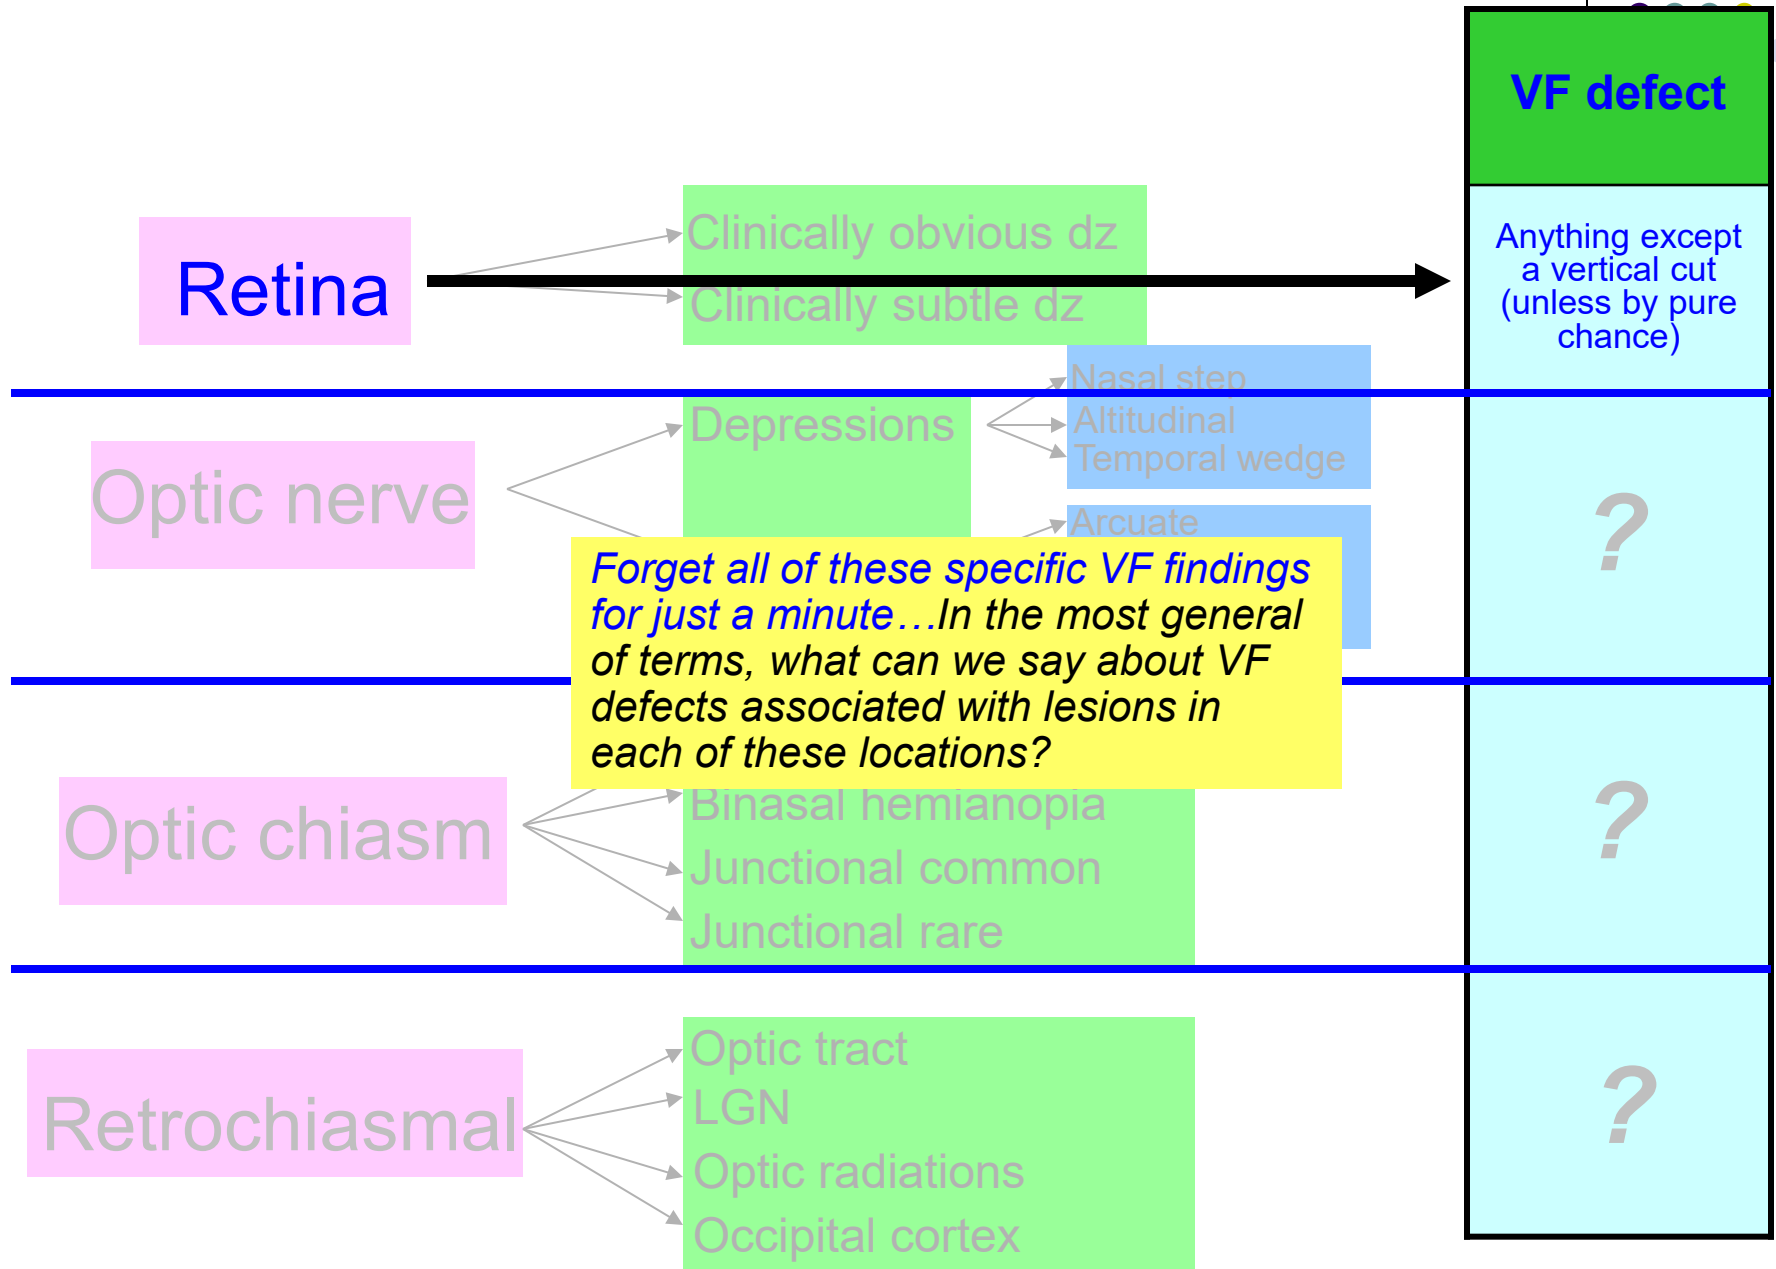 VF defect
Retina
Clinically obvious dz
Clinically subtle dz
Anything except
a vertical cut
(unless by pure
chance)
Optic nerve
Depressions
Nasal step
Altitudinal
Temporal wedge
Arcuate
?
Forget all of these specific VF findings
for just a minute…In the most general
of terms, what can we say about VF
defects associated with lesions in
each of these locations?
Optic chiasm
Binasal hemianopia
Junctional common
Junctional rare
?
Retrochiasmal
Optic tract
LGN
Optic radiations
Occipital cortex
?